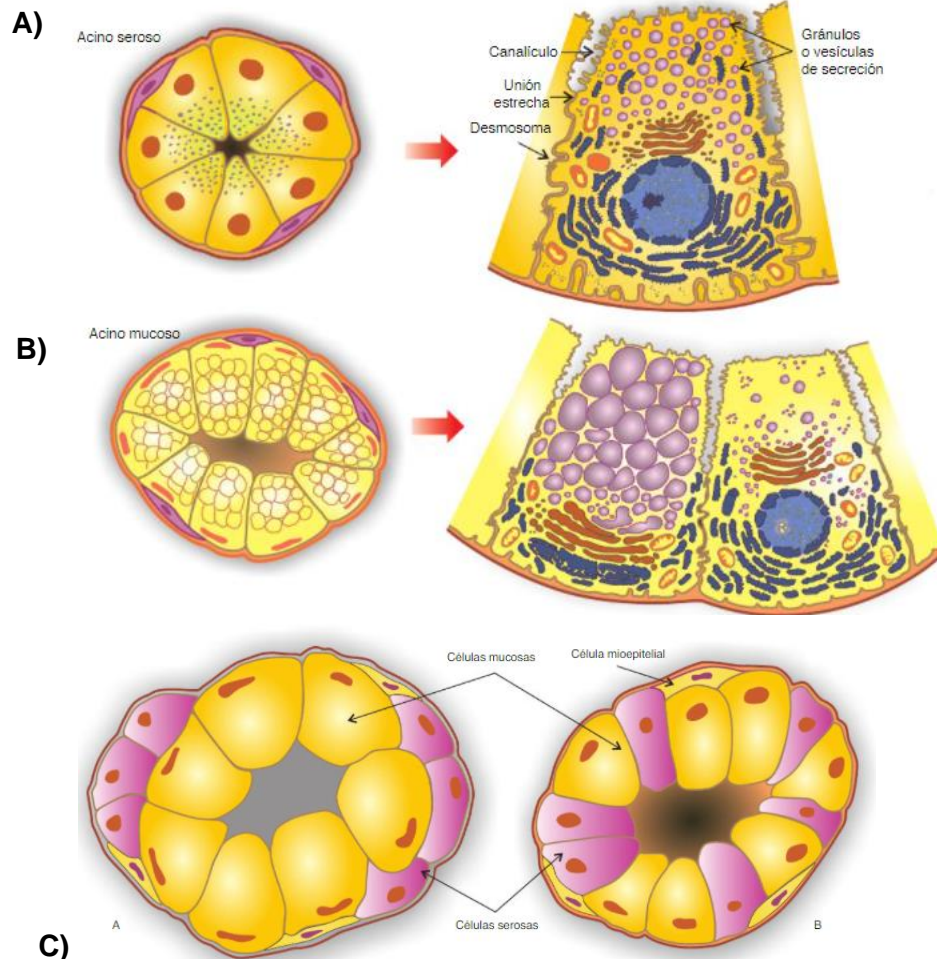 A)
Acino seroso
Canalículo
Unión
estrecha
Desmosoma
Gránulos
o vesículas
de secreción
B)
Acino mucoso
Células mucosas
Célula mioepitelial
Células serosas
A
B
C)